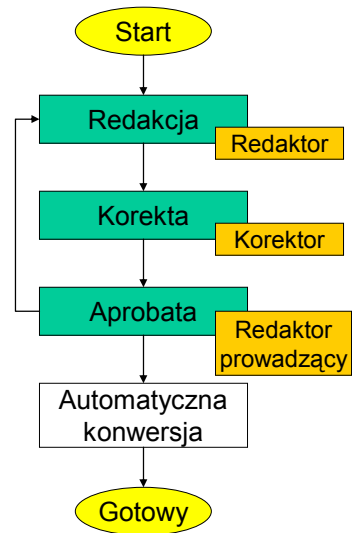 Start
Redakcja
Redaktor
Korekta
Korektor
Aprobata
Redaktor
prowadzący
Automatyczna
konwersja
Gotowy